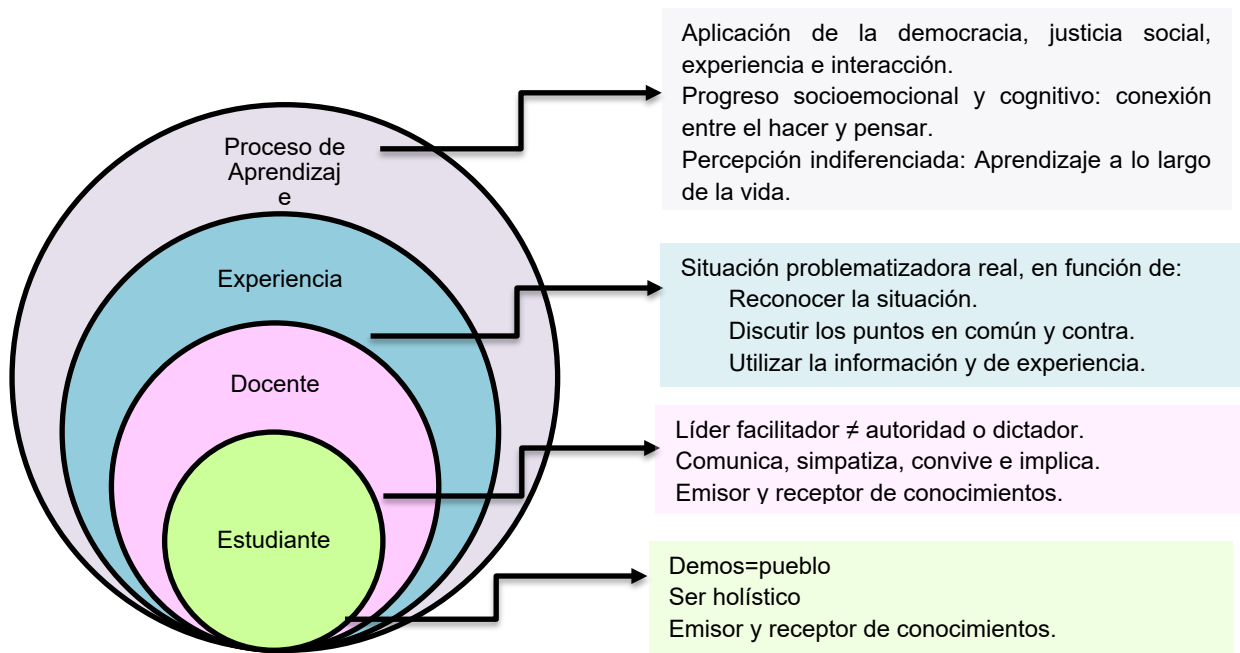 Aplicación de la democracia, justicia social,
experiencia e interacción.
Progreso socioemocional y cognitivo: conexión
entre el hacer y pensar.
Percepción indiferenciada: Aprendizaje a lo largo
de la vida.
Proceso de
Aprendizaj
e
Experiencia
Situación problematizadora real, en función de:
Reconocer la situación.
Discutir los puntos en común y contra.
Utilizar la información y de experiencia.
Docente
Líder facilitador ≠ autoridad o dictador.
Comunica, simpatiza, convive e implica.
Emisor y receptor de conocimientos.
Estudiante
Demos=pueblo
Ser holístico
Emisor y receptor de conocimientos.